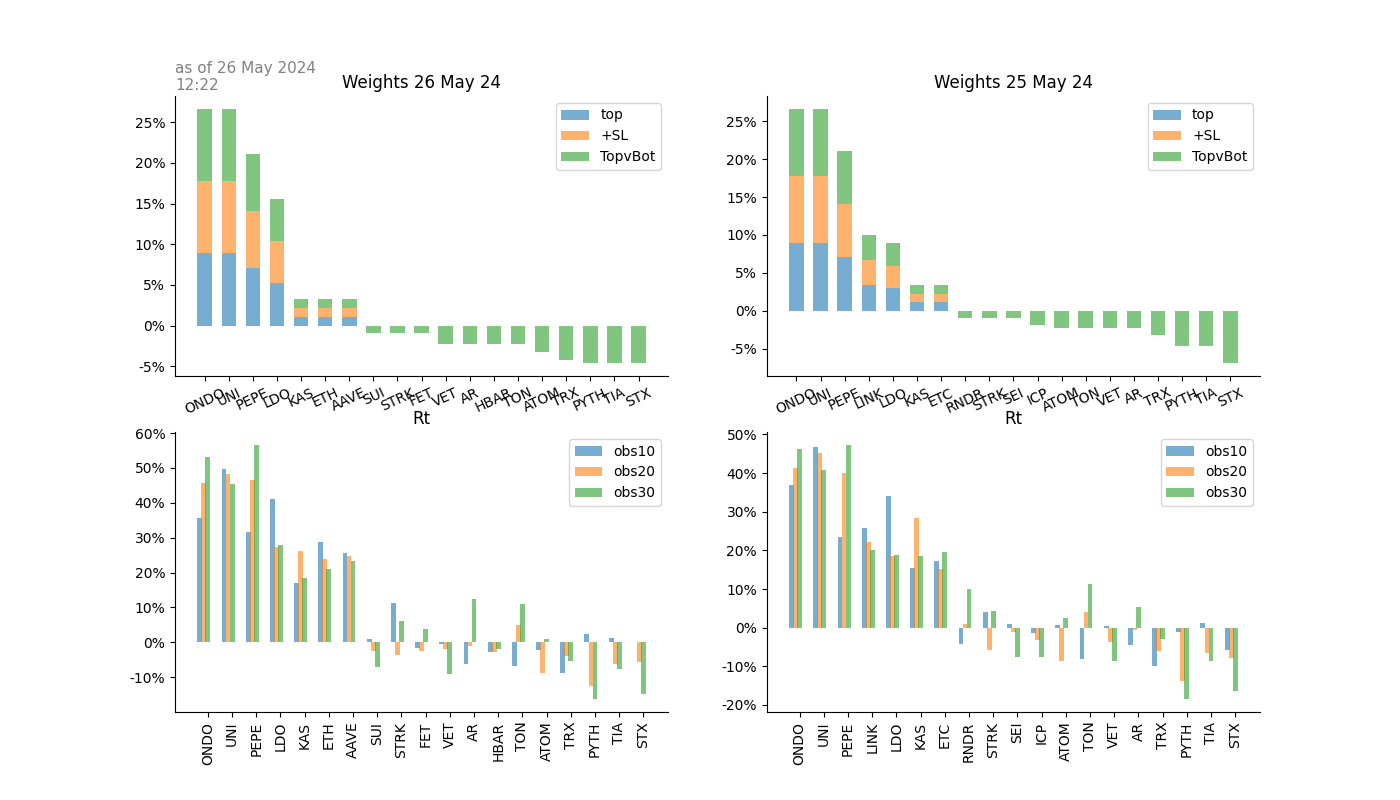 as of 26 May 2024
12:22
Weights 26 May 24
25%
20%
15%
10%
5%
0%
-5%
top
+SL
TopvBot
ONDO UNI PEPE LDO KAS ETH AAVE SUI STRK FET VET AR HBAR TON ATOM TRX PYTH TIA STX
Weights 25 May 24
25%
20%
15%
10%
5%
0%
-5%
top
+SL
TopvBot
ONDO UNI PEPE LINK LDO KAS ETC RNDR STRK SEI ICP ATOM TON VET AR TRX PYTH TIA STX
Rt
60%
50%
40%
30%
20%
10%
0%
-10%
obs10
obs20
obs30
ONDO UNI PEPE LDO KAS ETH AAVE SUI STRK FET VET AR HBAR TON ATOM TRX PYTH TIA STX
Rt
50%
40%
30%
20%
10%
0%
-10%
-20%
obs10
obs20
obs30
ONDO UNI PEPE LINK LDO KAS ETC RNDR STRK SEI ICP ATOM TON VET AR TRX PYTH TIA STX